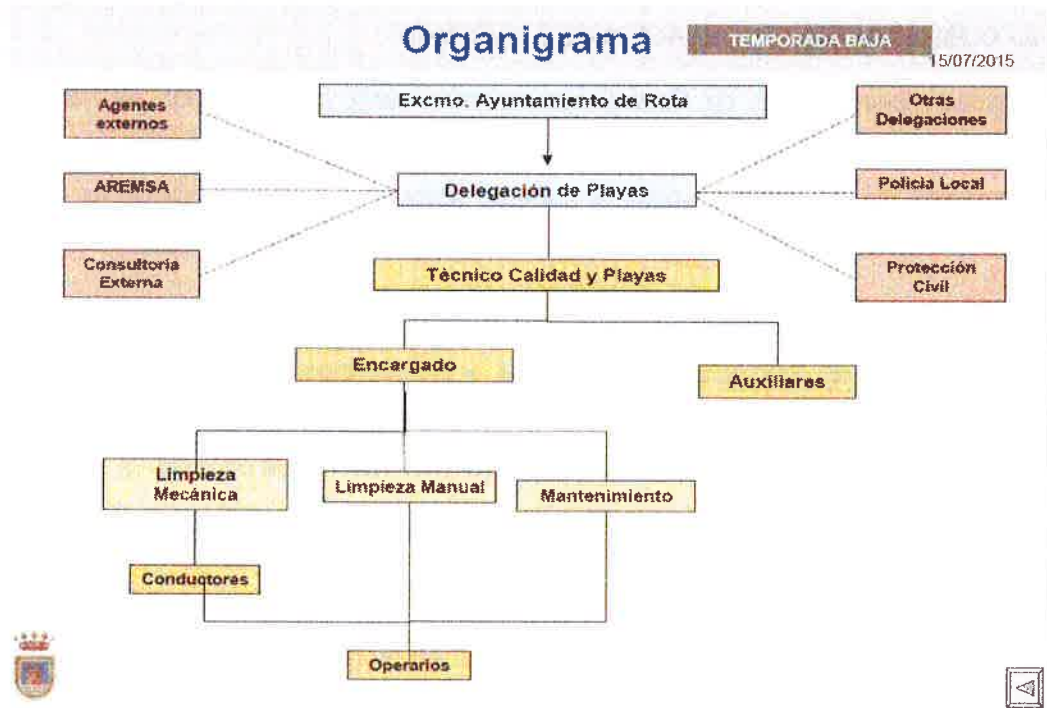 Organigrama
TEMPORADA BAJA
15/07/2015
Agentes
externos
Excmo. Ayuntamiento de Rota
Otras
Delegaciones
AREMSA
Delegación de Playas
Policía Local
Consultoría
Externa
Técnico Calidad y Playas
Protección
Civil
Encargado
Auxiliares
Limpieza
Mecánica
Limpieza Manual
Mantenimiento
Conductores
Operarios